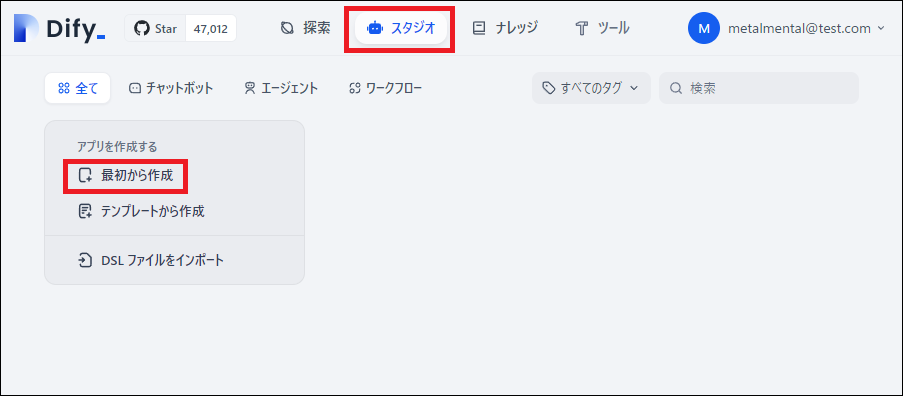 Dify_ Star 47,012 探索 スタジオ ナレッジ ツール M metalmental@test.com
全て チャットボット エージェント ワークフロー すべてのタグ 検索
アプリを作成する
最初から作成
テンプレートから作成
DSL ファイルをインポート